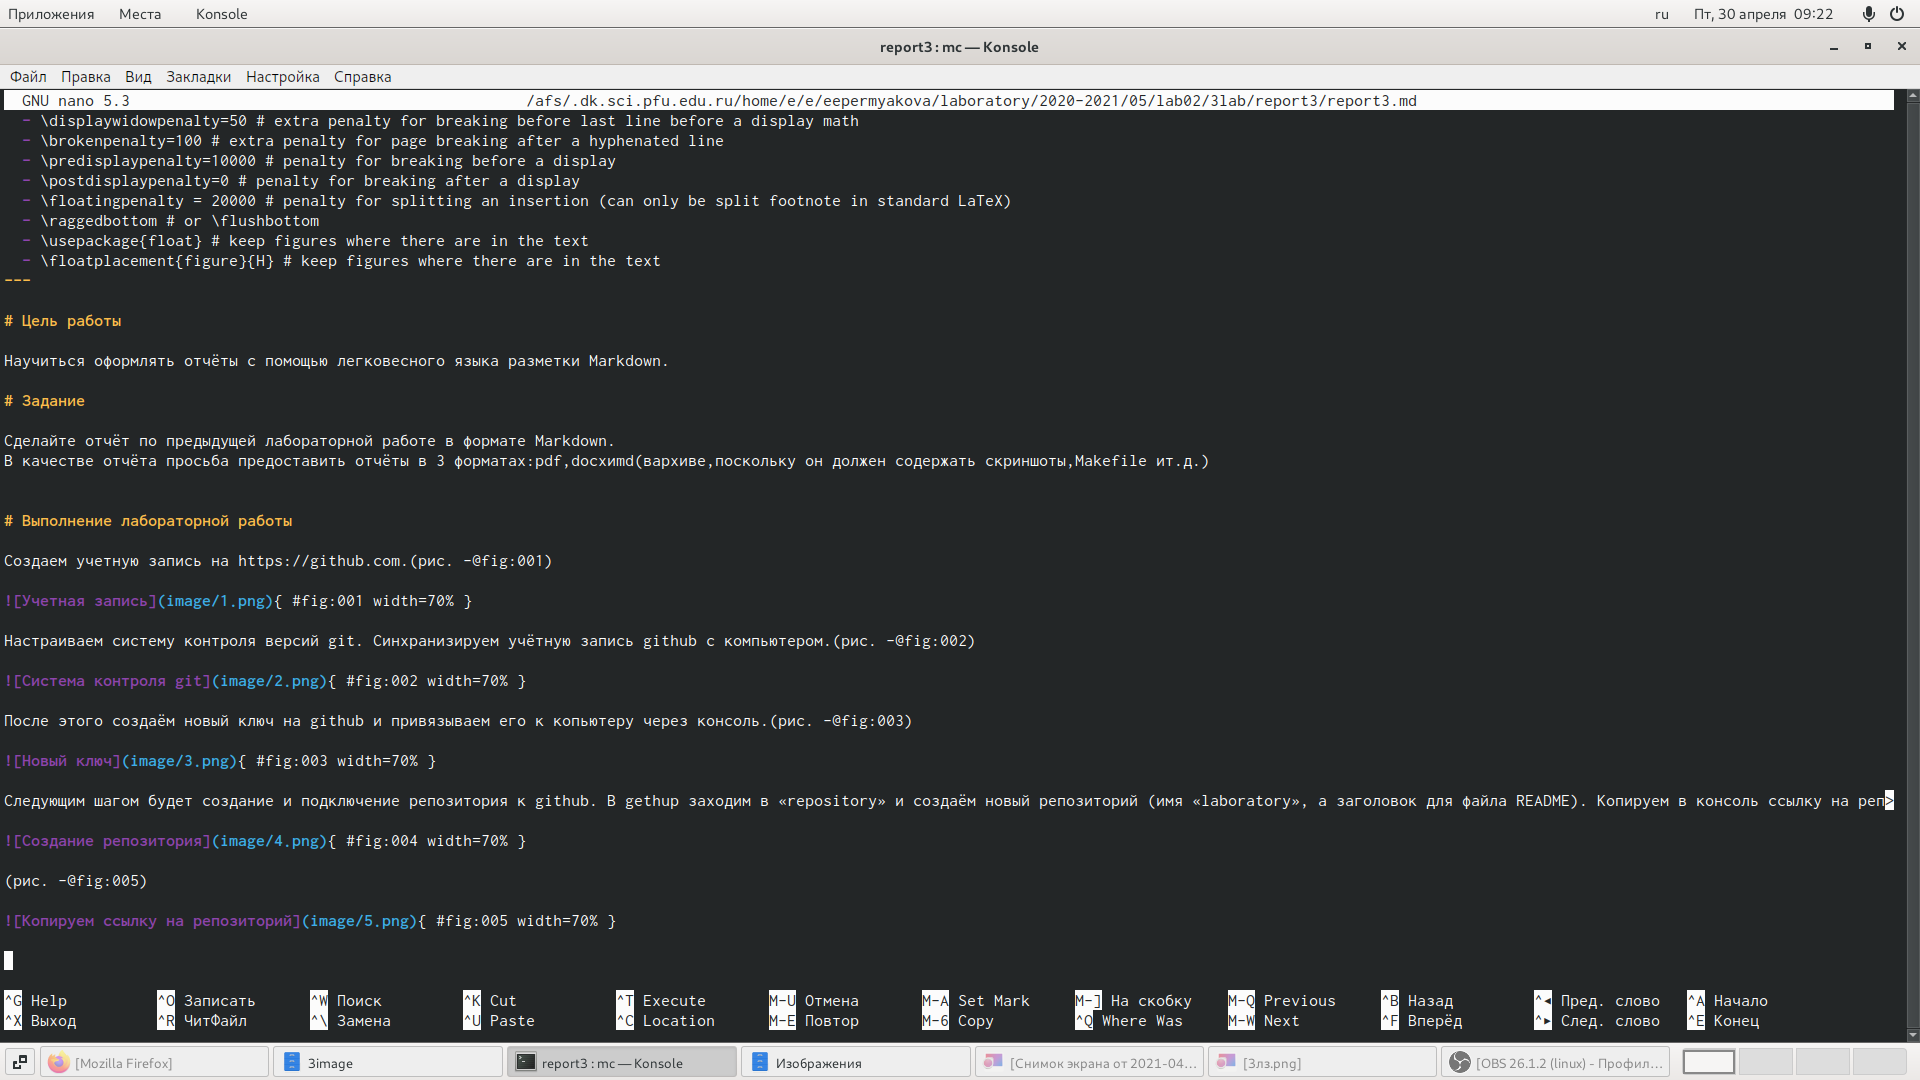 Приложения Места Konsole ru Пт, 30 апреля 09:22
report3 : mc — Konsole
Файл Правка Вид Закладки Настройка Справка
GNU nano 5.3 /afs/.dk.sci.pfu.edu.ru/home/e/e/eepermyakova/laboratory/2020-2021/05/lab02/3lab/report3/report3.md
- \displaywidowpenalty=50 # extra penalty for breaking before last line before a display math
- \brokenpenalty=100 # extra penalty for page breaking after a hyphenated line
- \predisplaypenalty=10000 # penalty for breaking before a display
- \postdisplaypenalty=0 # penalty for breaking after a display
- \floatingpenalty = 20000 # penalty for splitting an insertion (can only be split footnote in standard LaTeX)
- \raggedbottom # or \flushbottom
- \usepackage{float} # keep figures where there are in the text
- \floatplacement{figure}{H} # keep figures where there are in the text
---
# Цель работы
Научиться оформлять отчёты с помощью легковесного языка разметки Markdown.
# Задание
Сделайте отчёт по предыдущей лабораторной работе в формате Markdown.
В качестве отчёта просьба предоставить отчёты в 3 форматах:pdf,docxиmd(вархиве,поскольку он должен содержать скриншоты,Makefile ит.д.)
# Выполнение лабораторной работы
Создаем учетную запись на https://github.com.(рис. -@fig:001)
![Учетная запись](image/1.png){ #fig:001 width=70% }
Настраиваем систему контроля версий git. Синхранизируем учётную запись github с компьютером.(рис. -@fig:002)
![Система контроля git](image/2.png){ #fig:002 width=70% }
После этого создаём новый ключ на github и привязываем его к копьютеру через консоль.(рис. -@fig:003)
![Новый ключ](image/3.png){ #fig:003 width=70% }
Следующим шагом будет создание и подключение репозитория к github. В gethup заходим в «repository» и создаём новый репозиторий (имя «laboratory», а заголовок для файла README). Копируем в консоль ссылку на реп>
![Создание репозитория](image/4.png){ #fig:004 width=70% }
(рис. -@fig:005)
![Копируем ссылку на репозиторий](image/5.png){ #fig:005 width=70% }
^G Help ^O Записать ^W Поиск ^K Cut ^T Execute M-U Отмена M-A Set Mark M-] На скобку M-Q Previous ^B Назад ^◂ Пред. слово ^A Начало
^X Выход ^R ЧитФайл ^\ Замена ^U Paste ^C Location M-E Повтор M-6 Copy ^Q Where Was M-W Next ^F Вперёд ^▸ След. слово ^E Конец
[Mozilla Firefox] 3image report3 : mc — Konsole Изображения [Снимок экрана от 2021-04... [3лз.png] [OBS 26.1.2 (linux) - Профил...